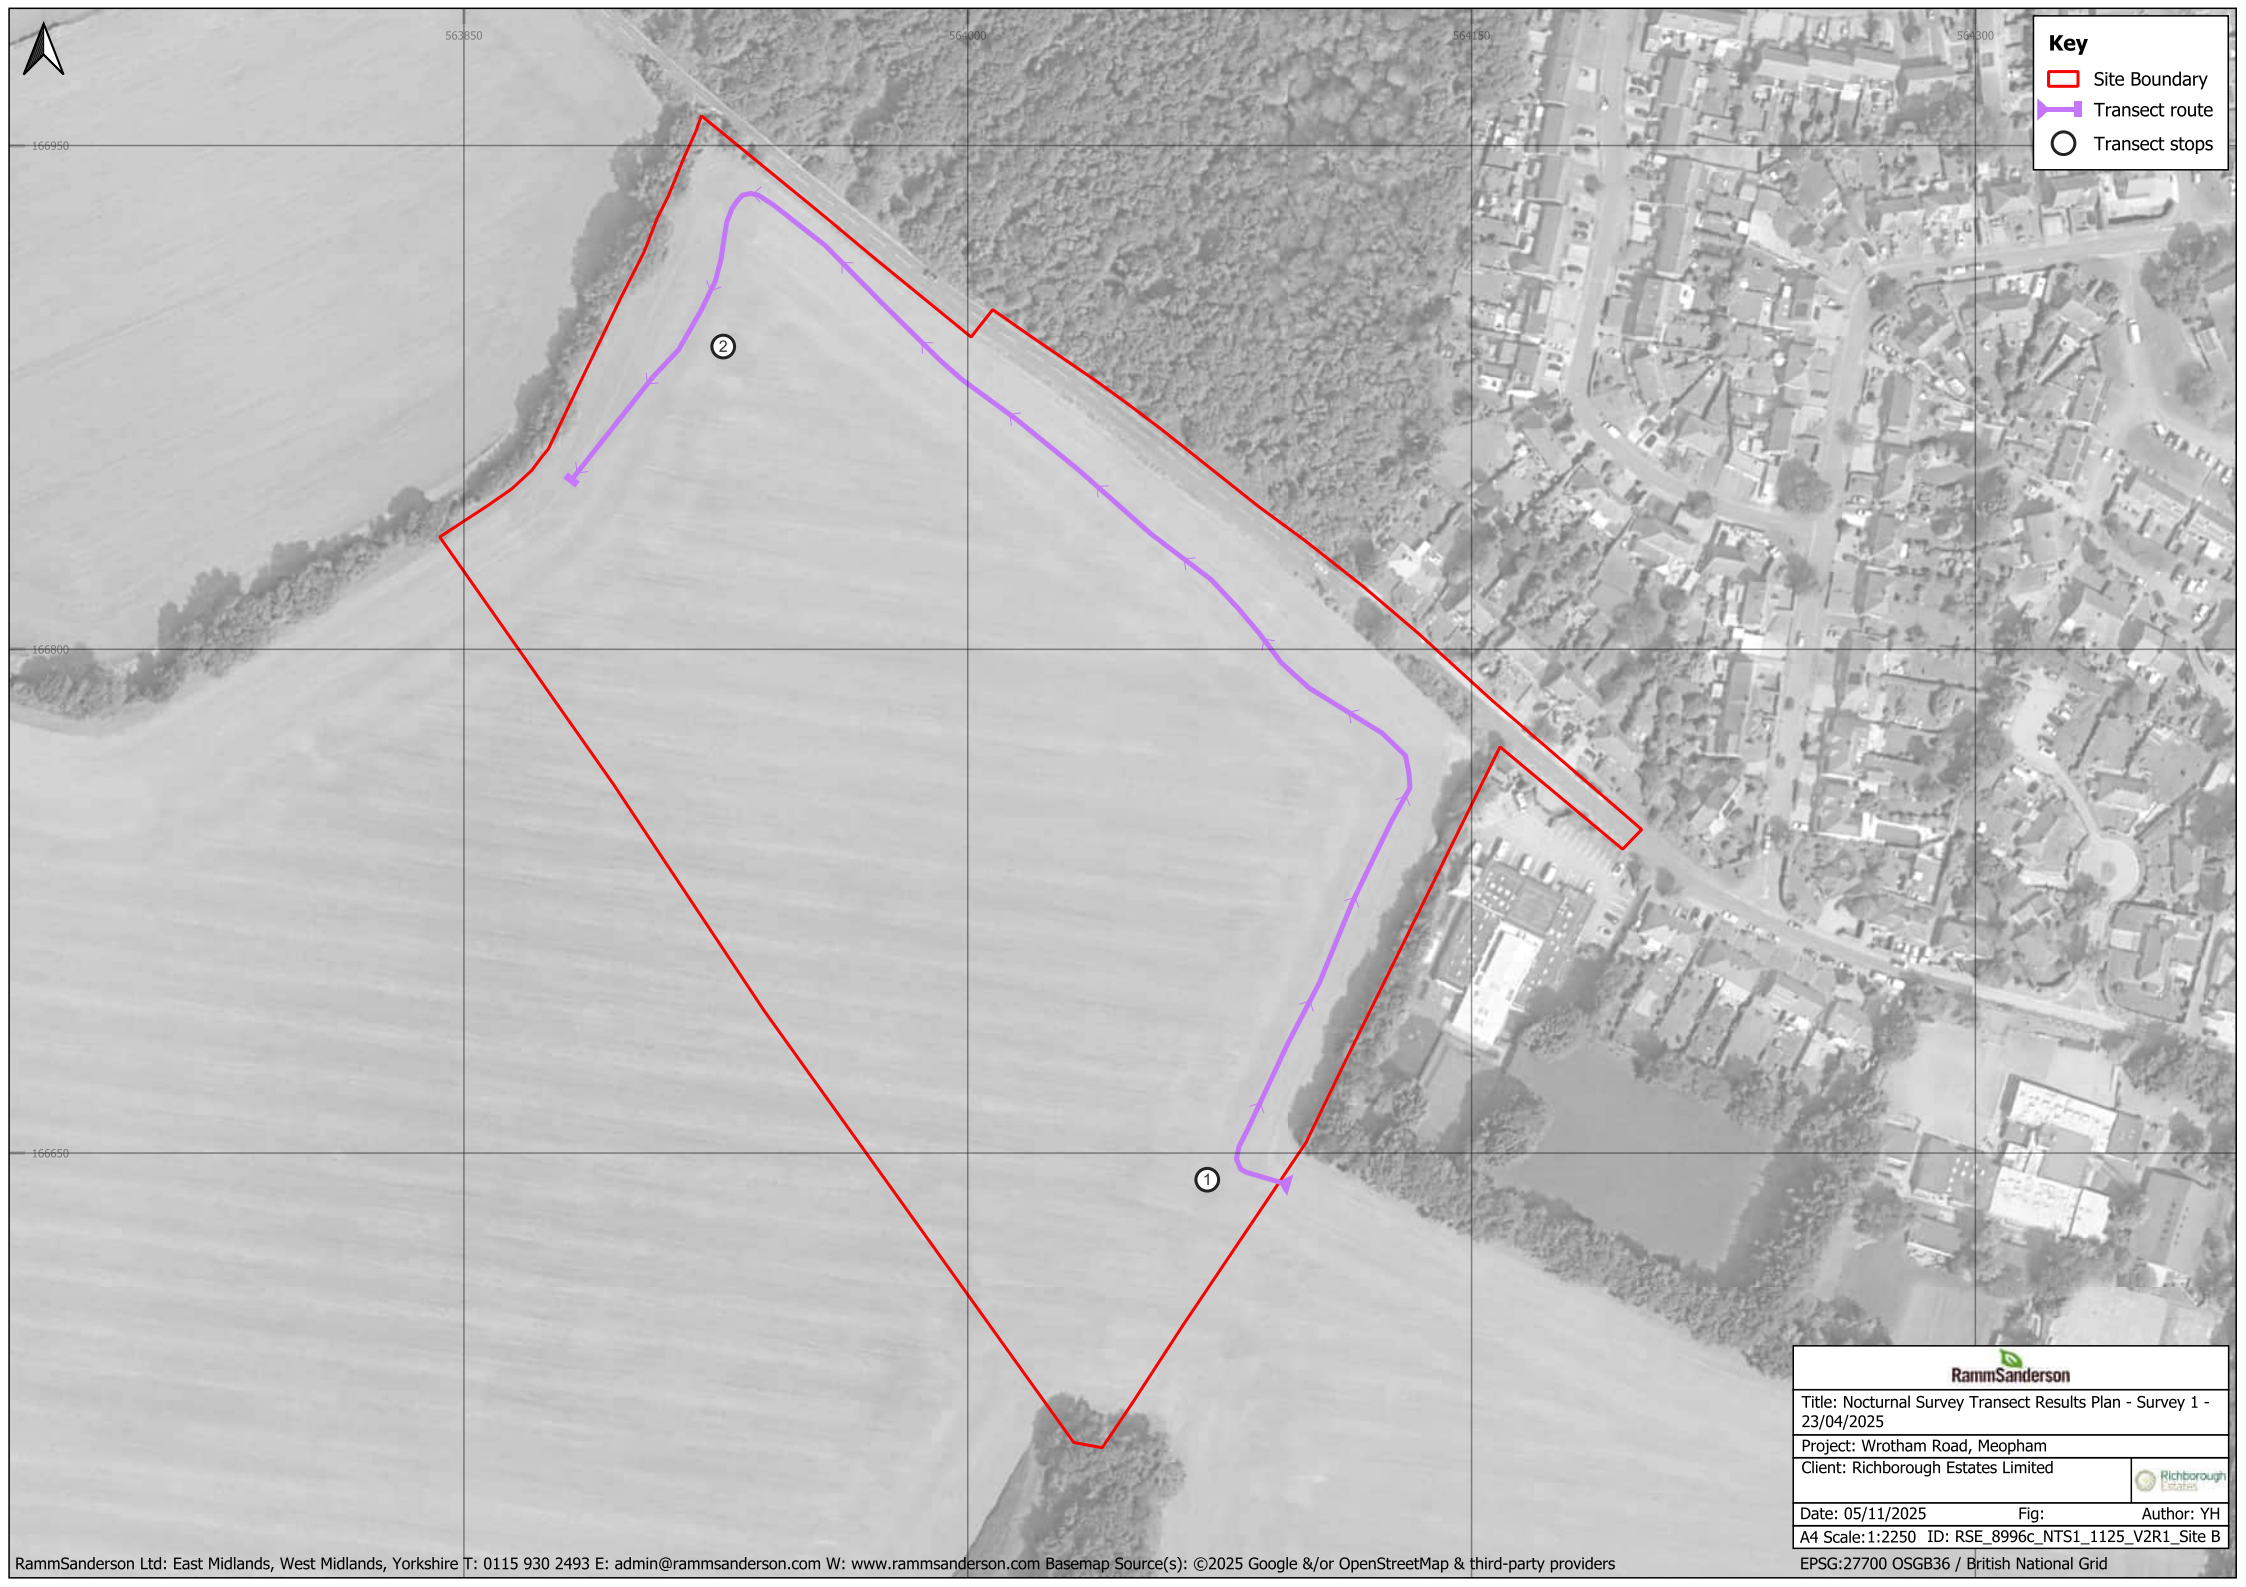 563850
564000
564150
564300
Key
Site Boundary
Transect route
Transect stops
166950
2
166800
166650
1
RammSanderson
Title: Nocturnal Survey Transect Results Plan - Survey 1 -
23/04/2025
Project: Wrotham Road, Meopham
Client: Richborough Estates Limited
Richborough
Estates
Date: 05/11/2025 Fig: Author: YH
A4 Scale:1:2250 ID: RSE_8996c_NTS1_1125_V2R1_Site B
RammSanderson Ltd: East Midlands, West Midlands, Yorkshire T: 0115 930 2493 E: admin@rammsanderson.com W: www.rammsanderson.com Basemap Source(s): ©2025 Google &/or OpenStreetMap & third-party providers
EPSG:27700 OSGB36 / British National Grid